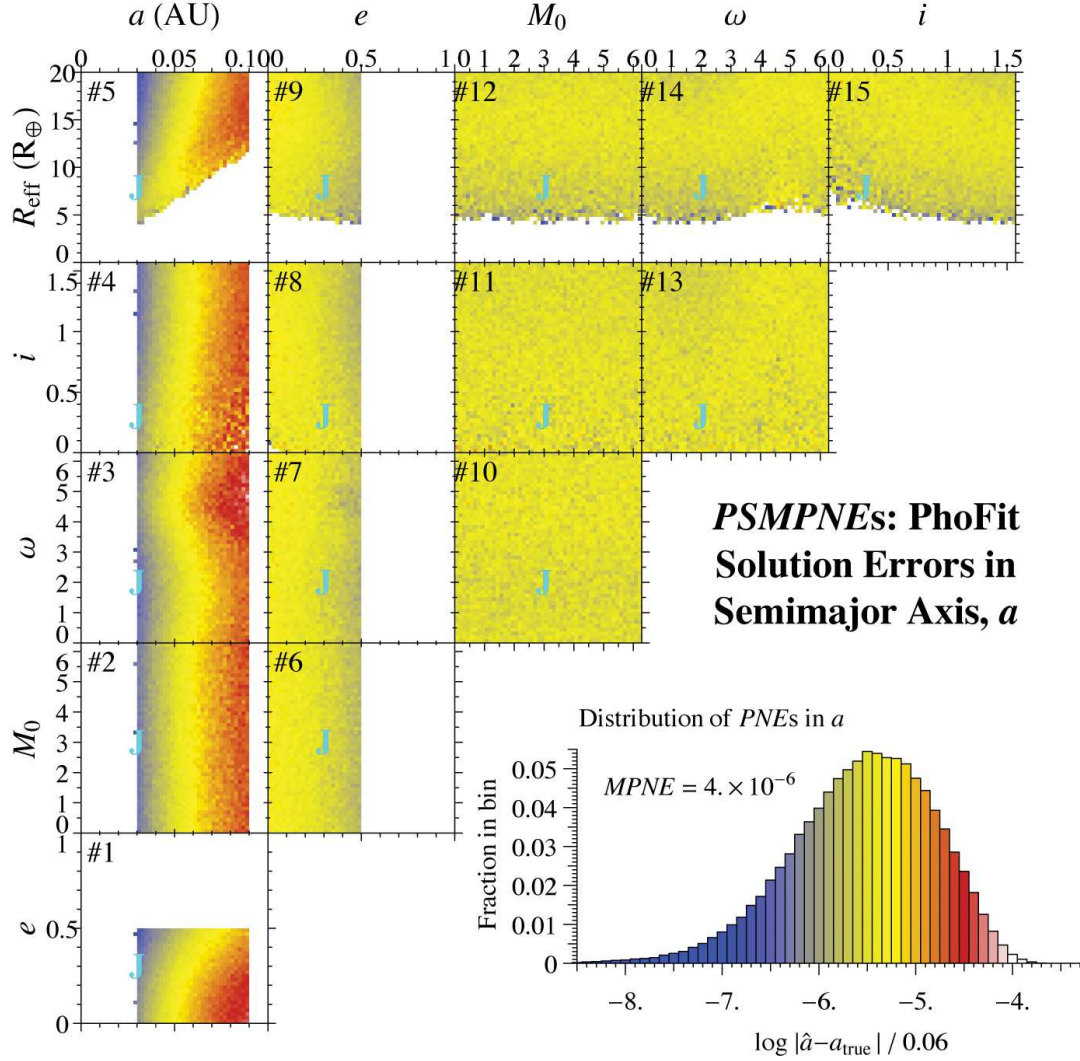 a (AU) e M₀ ω i
0 0.05 0.10 0.0 0.5 1 0 1 2 3 4 5 6 0 1 2 3 4 5 6 0.0 0.5 1 1.5
R_eff (R⊕)
20
15
10
5
0
#5 #9 #12 #14 #15
J J J J J
i
1.5
1
0.5
0
#4 #8 #11 #13
J J J J
ω
6
5
4
3
2
1
0
#3 #7 #10
J J J
PSMPNEs: PhoFit
Solution Errors in
Semimajor Axis, a
M₀
6
5
4
3
2
1
0
#2 #6
J J
e
1
0.5
0
#1
J
Distribution of PNEs in a
MPNE = 4. × 10⁻⁶
Fraction in bin
0.05
0.04
0.03
0.02
0.01
0
−8. −7. −6. −5. −4.
log |â−a_true| / 0.06